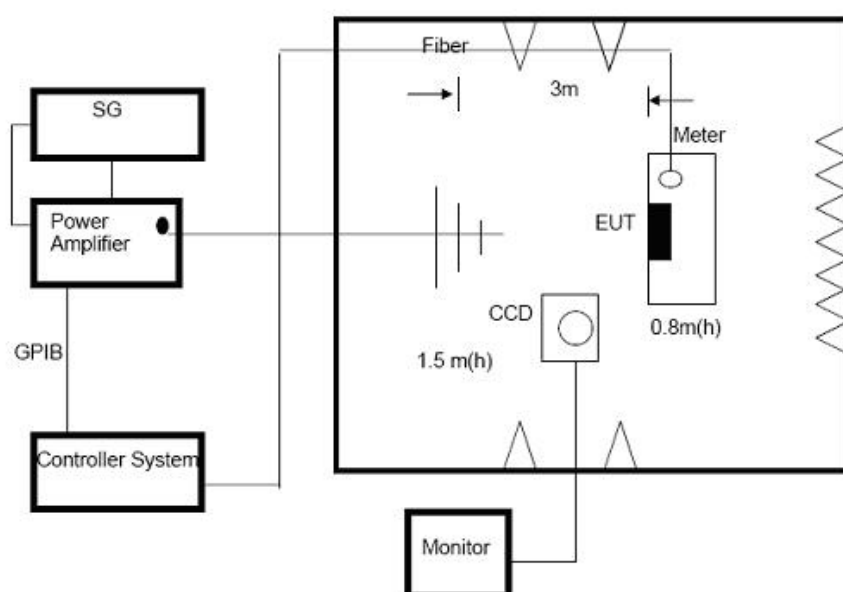 Fiber
3m
SG
Meter
Power
Amplifier
EUT
CCD
0.8m(h)
GPIB
1.5 m(h)
Controller System
Monitor